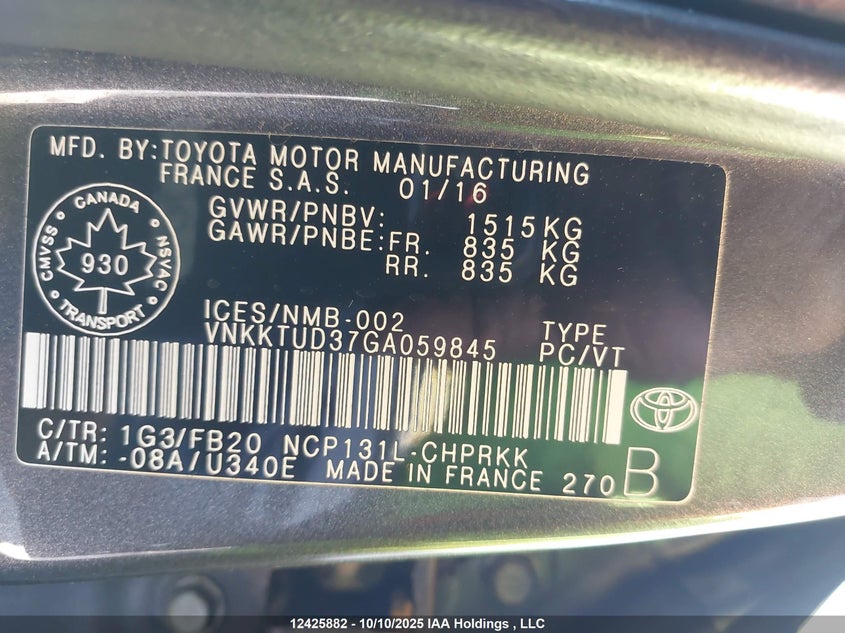 MFD. BY: TOYOTA MOTOR MANUFACTURING
FRANCE S.A.S. 01/16
GVWR/PNBV: 1515 KG
GAWR/PNBE: FR. 835 KG
RR. 835 KG
CANADA
CMVSS
NSVAC
930
TRANSPORT
ICES/NMB-002
VNKKTUD37GA059845
TYPE
PC/VT
C/TR: 1G3/FB20 NCP131L-CHPRKK
A/TM: -08A/U340E MADE IN FRANCE 270 B
12425882 - 10/10/2025 IAA Holdings , LLC